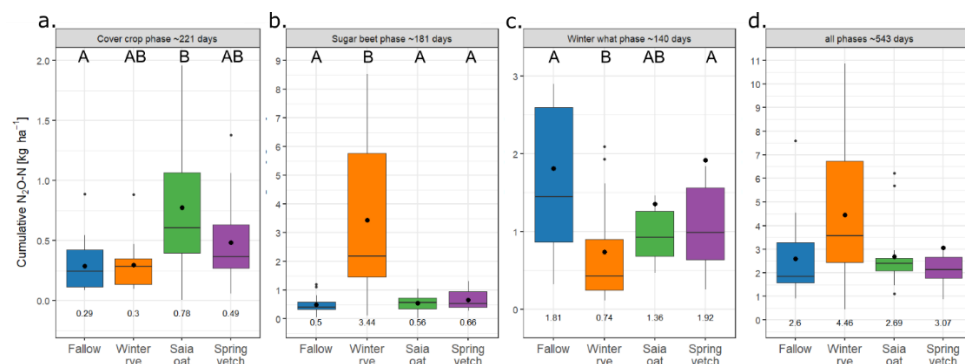 a.
Cover crop phase ~221 days
A AB B AB
Cumulative N₂O-N [kg ha⁻¹]
2.0
1.5
1.0
0.5
0.0
0.29 0.3 0.78 0.49
Fallow Winter Saia Spring
rye oat vetch
b.
Sugar beet phase ~181 days
A B A A
9
8
7
6
5
4
3
2
1
0
0.5 3.44 0.56 0.66
Fallow Winter Saia Spring
rye oat vetch
c.
Winter what phase ~140 days
A B AB A
3
2
1
0
1.81 0.74 1.36 1.92
Fallow Winter Saia Spring
rye oat vetch
d.
all phases ~543 days
11
10
9
8
7
6
5
4
3
2
1
0
2.6 4.46 2.69 3.07
Fallow Winter Saia Spring
rye oat vetch